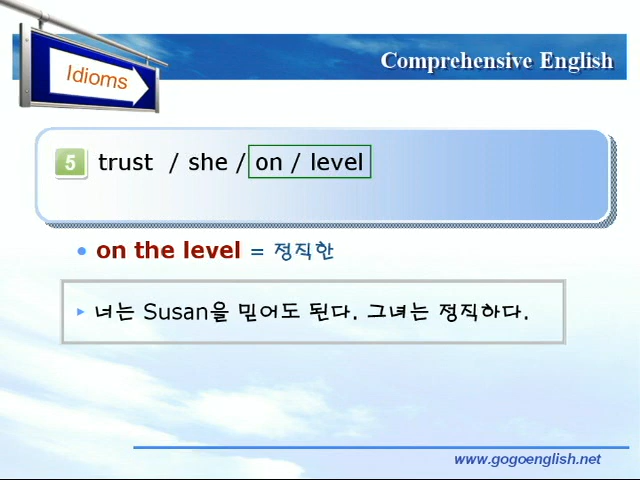 Idioms
Comprehensive English
5 trust / she / on / level
• on the level = 정직한
▸ 너는 Susan을 믿어도 된다. 그녀는 정직하다.
www.gogoenglish.net